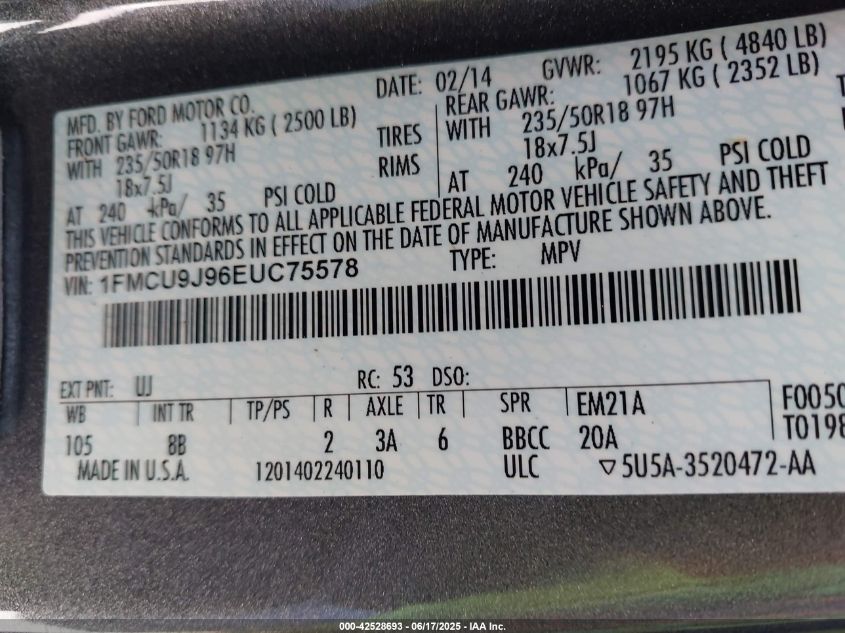 MFD. BY FORD MOTOR CO. DATE: 02/14 GVWR: 2195 KG ( 4840 LB)
FRONT GAWR: 1134 KG ( 2500 LB) REAR GAWR: 1067 KG ( 2352 LB)
WITH 235/50R18 97H TIRES WITH 235/50R18 97H
18x7.5J RIMS 18x7.5J
AT 240 kPa/ 35 PSI COLD AT 240 kPa/ 35 PSI COLD
THIS VEHICLE CONFORMS TO ALL APPLICABLE FEDERAL MOTOR VEHICLE SAFETY AND THEFT
PREVENTION STANDARDS IN EFFECT ON THE DATE OF MANUFACTURE SHOWN ABOVE.
VIN: 1FMCU9J96EUC75578 TYPE: MPV
EXT PNT: UJ RC: 53 DSO:
WB INT TR TP/PS R AXLE TR SPR EM21A F0050
105 8B 2 3A 6 BBCC 20A T0198
MADE IN U.S.A. 1201402240110 ULC ▽5U5A-3520472-AA
000-42528693 - 06/17/2025 - IAA Inc.